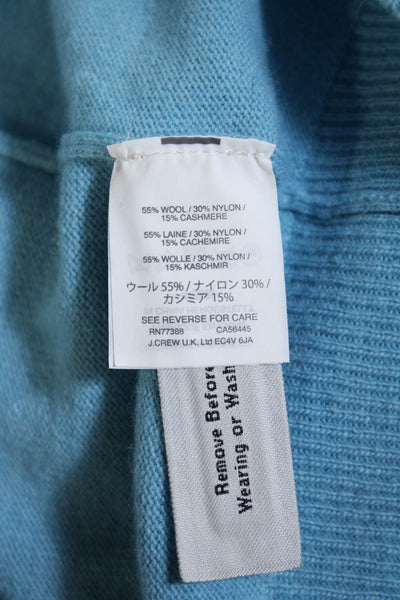 55% WOOL / 30% NYLON /
15% CASHMERE
55% LAINE / 30% NYLON /
15% CACHEMIRE
55% WOLLE / 30% NYLON /
15% KASCHMIR
ウール 55% / ナイロン 30% /
カシミア 15%
SEE REVERSE FOR CARE
RN77388 CA56445
J.CREW U.K. Ltd EC4V 6JA
Remove Before
Wearing or Wash